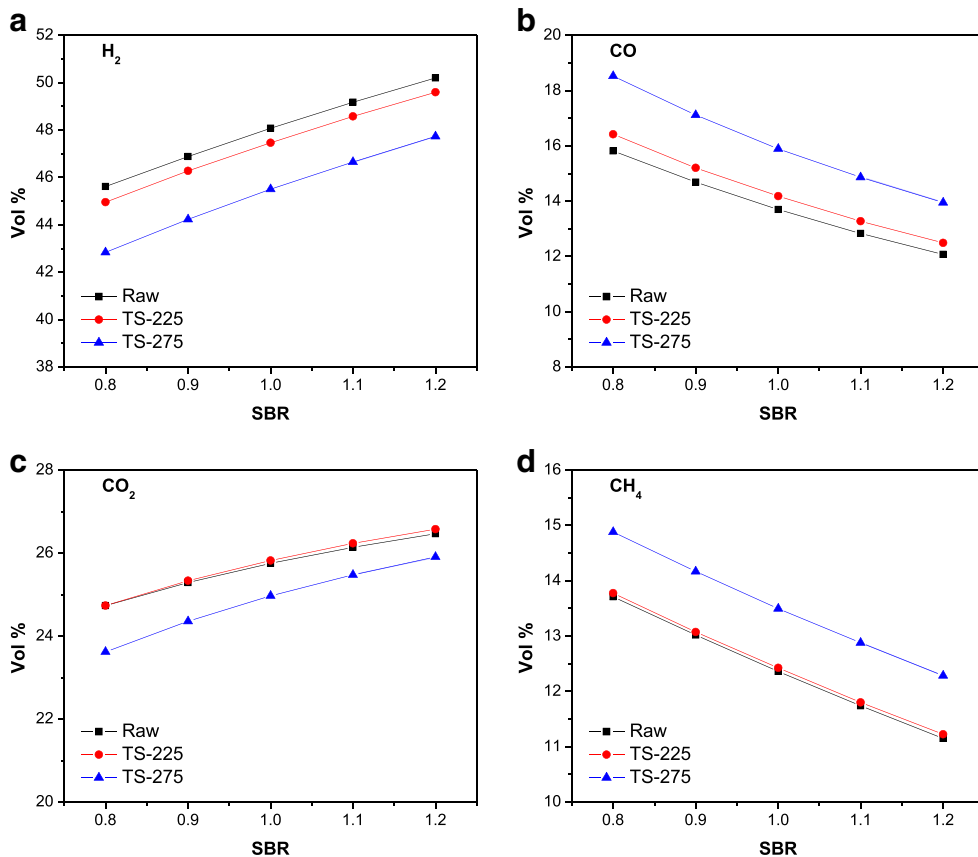 a
H2
52
50
48
46
44
42
40
38
Vol %
Raw
TS-225
TS-275
0.8 0.9 1.0 1.1 1.2
SBR
b
CO
20
18
16
14
12
10
8
Vol %
Raw
TS-225
TS-275
0.8 0.9 1.0 1.1 1.2
SBR
c
CO2
28
26
24
22
20
Vol %
Raw
TS-225
TS-275
0.8 0.9 1.0 1.1 1.2
SBR
d
CH4
16
15
14
13
12
11
10
Vol %
Raw
TS-225
TS-275
0.8 0.9 1.0 1.1 1.2
SBR